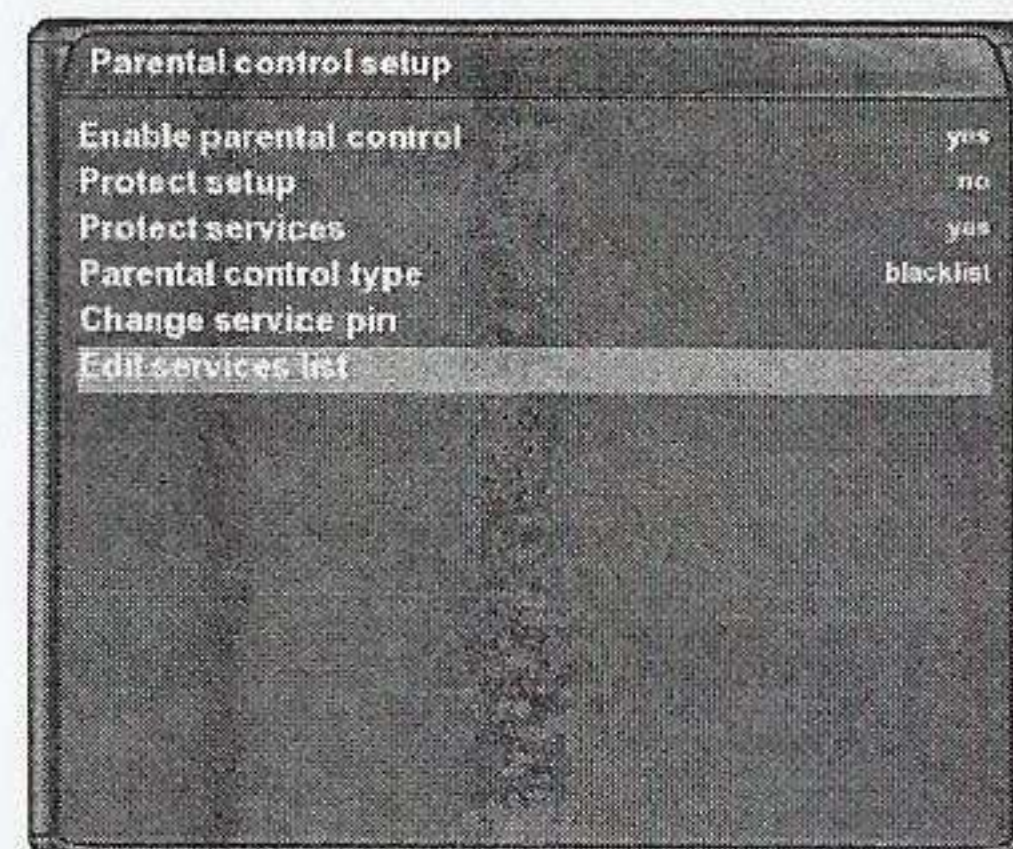 Parental control setup
Enable parental control yes
Protect setup no
Protect services yes
Parental control type blacklist
Change service pin
Edit services list